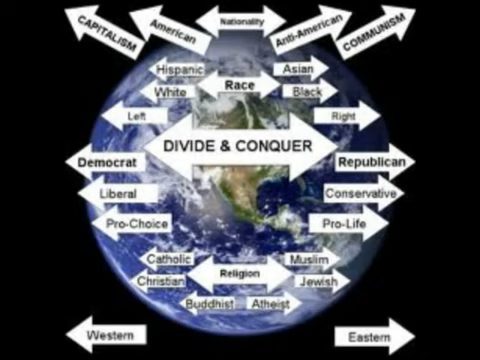 Nationality
CAPITALISM
American
Anti-American
COMMUNISM
Hispanic
Asian
White
Race
Black
Left
Right
DIVIDE & CONQUER
Democrat
Republican
Liberal
Conservative
Pro-Choice
Pro-Life
Catholic
Muslim
Religion
Christian
Jewish
Buddhist
Atheist
Western
Eastern